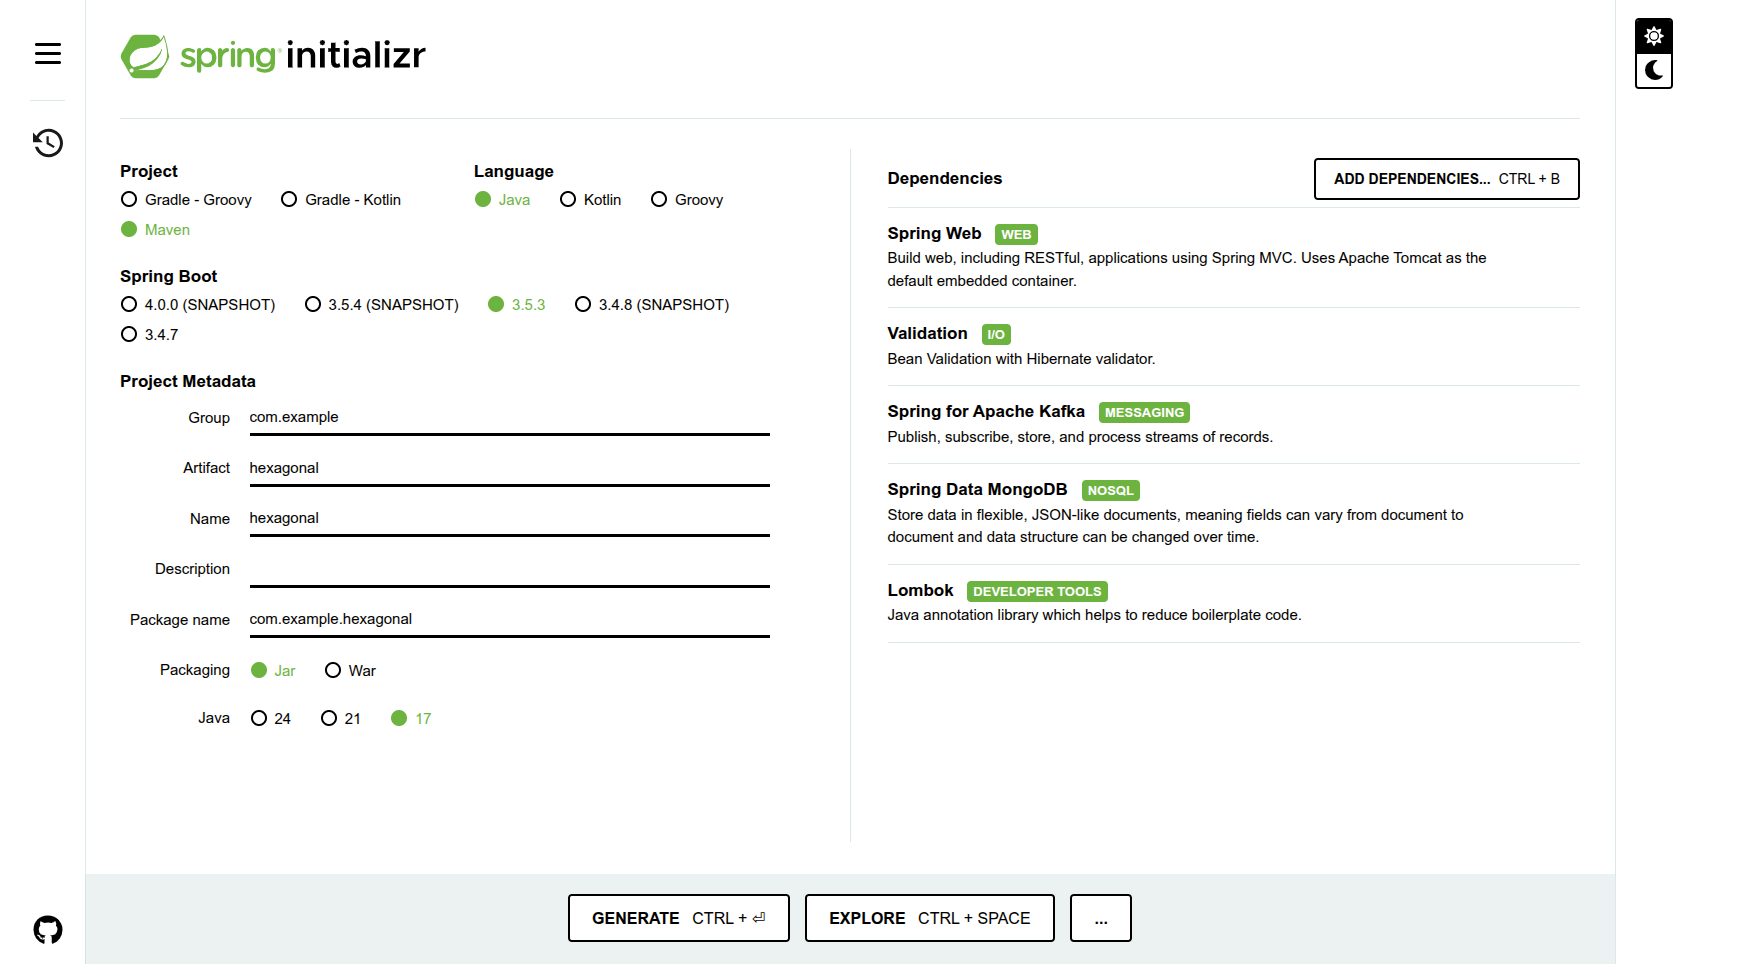 spring initializr
Project
Gradle - Groovy
Gradle - Kotlin
Maven
Language
Java
Kotlin
Groovy
Spring Boot
4.0.0 (SNAPSHOT)
3.5.4 (SNAPSHOT)
3.5.3
3.4.8 (SNAPSHOT)
3.4.7
Project Metadata
Group
com.example
Artifact
hexagonal
Name
hexagonal
Description
Package name
com.example.hexagonal
Packaging
Jar
War
Java
24
21
17
Dependencies
ADD DEPENDENCIES... CTRL + B
Spring Web WEB
Build web, including RESTful, applications using Spring MVC. Uses Apache Tomcat as the
default embedded container.
Validation I/O
Bean Validation with Hibernate validator.
Spring for Apache Kafka MESSAGING
Publish, subscribe, store, and process streams of records.
Spring Data MongoDB NOSQL
Store data in flexible, JSON-like documents, meaning fields can vary from document to
document and data structure can be changed over time.
Lombok DEVELOPER TOOLS
Java annotation library which helps to reduce boilerplate code.
GENERATE CTRL + ⏎
EXPLORE CTRL + SPACE
...